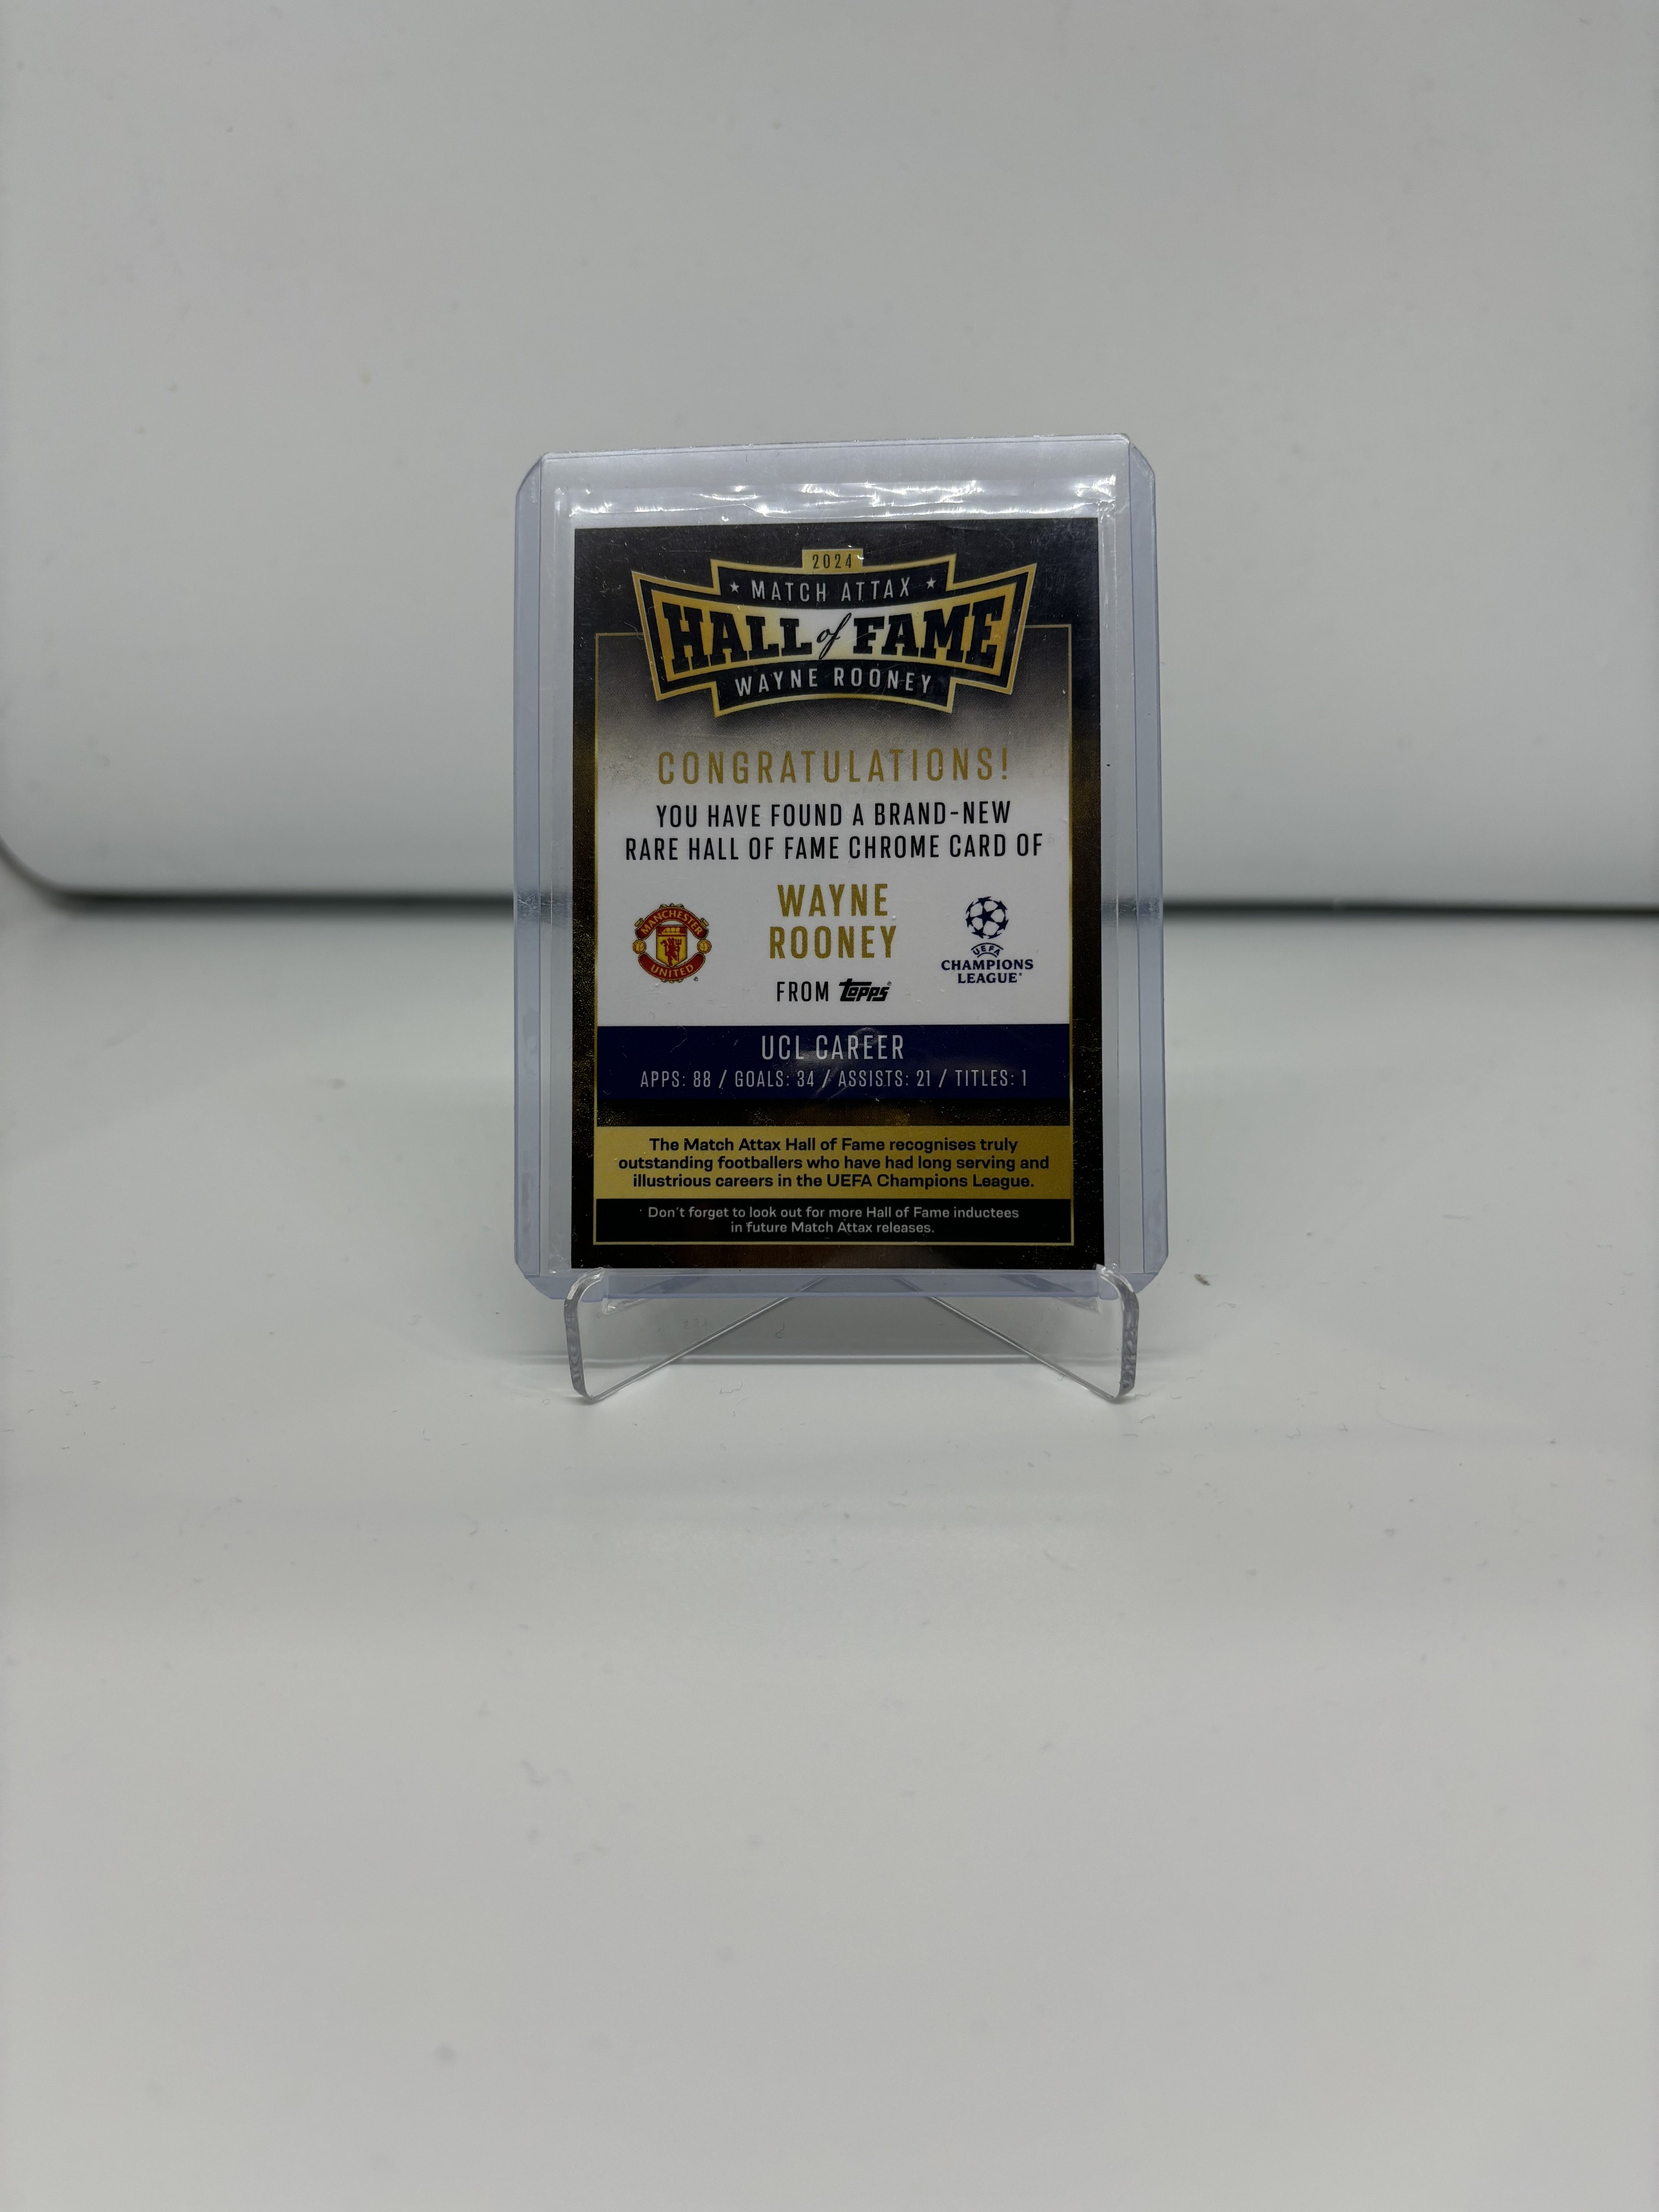 2024
MATCH ATTAX
HALL of FAME
WAYNE ROONEY
CONGRATULATIONS!
YOU HAVE FOUND A BRAND-NEW
RARE HALL OF FAME CHROME CARD OF
MANCHESTER
UNITED
WAYNE
ROONEY
FROM topps
UEFA
CHAMPIONS
LEAGUE
UCL CAREER
APPS: 88 / GOALS: 34 / ASSISTS: 21 / TITLES: 1
The Match Attax Hall of Fame recognises truly
outstanding footballers who have had long serving and
illustrious careers in the UEFA Champions League.
Don't forget to look out for more Hall of Fame inductees
in future Match Attax releases.